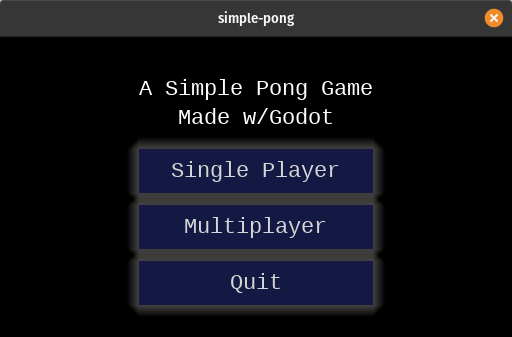 simple-pong
A Simple Pong Game
Made w/Godot
Single Player
Multiplayer
Quit